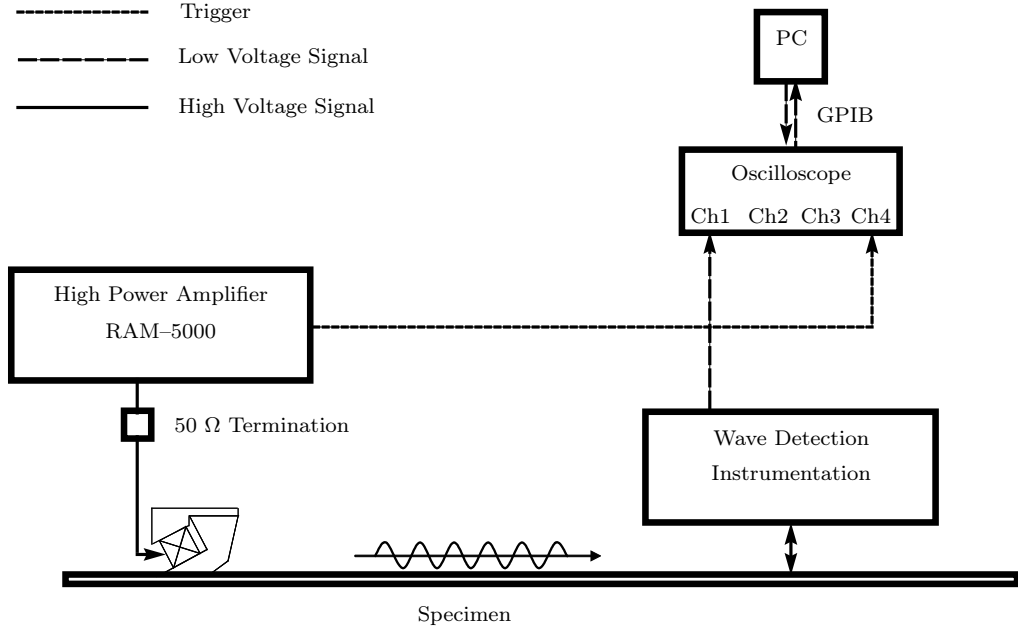 Trigger
Low Voltage Signal
High Voltage Signal
PC
GPIB
Oscilloscope
Ch1 Ch2 Ch3 Ch4
High Power Amplifier
RAM–5000
50 Ω Termination
Wave Detection
Instrumentation
Specimen